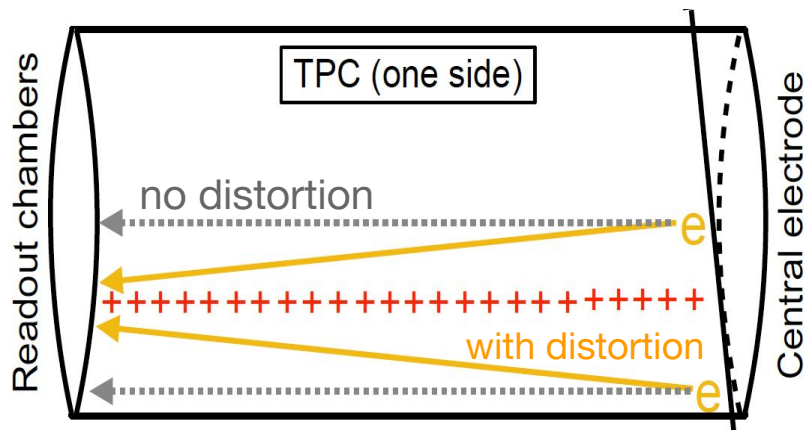 TPC (one side)
Readout chambers
Central electrode
no distortion
e
+++++++++++++++++++++++++
with distortion
e